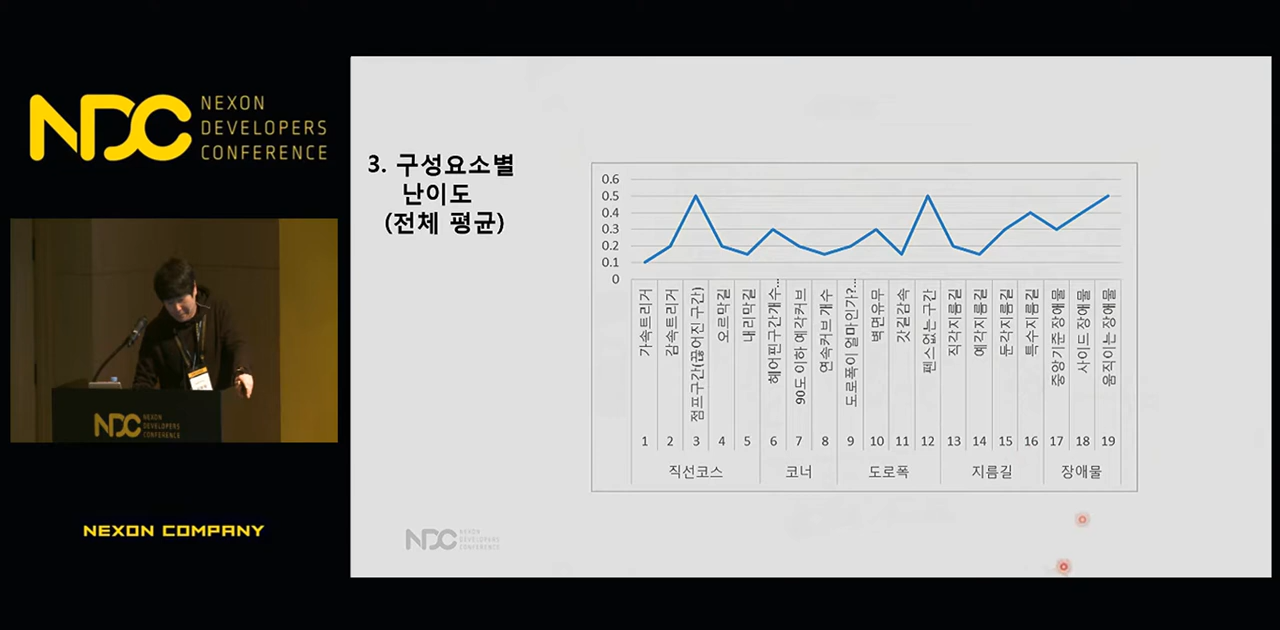 NDC NEXON
DEVELOPERS
CONFERENCE
NDC NEXON
DEVELOPERS
CONFERENCE
NEXON COMPANY
3. 구성요소별
난이도
(전체 평균)
0.6
0.5
0.4
0.3
0.2
0.1
0
가속트리거
감속트리거
점프구간(끊어진 구간)
오르막길
내리막길
헤어핀구간개수…
90도 이하 예각커브
연속커브 개수
도로폭이 얼마인가?…
벽면유무
갓길감속
펜스없는 구간
직각지름길
예각지름길
둔각지름길
특수지름길
중앙기준 장애물
사이드 장애물
움직이는 장애물
1 2 3 4 5 6 7 8 9 10 11 12 13 14 15 16 17 18 19
직선코스 코너 도로폭 지름길 장애물
NDC NEXON
DEVELOPERS
CONFERENCE